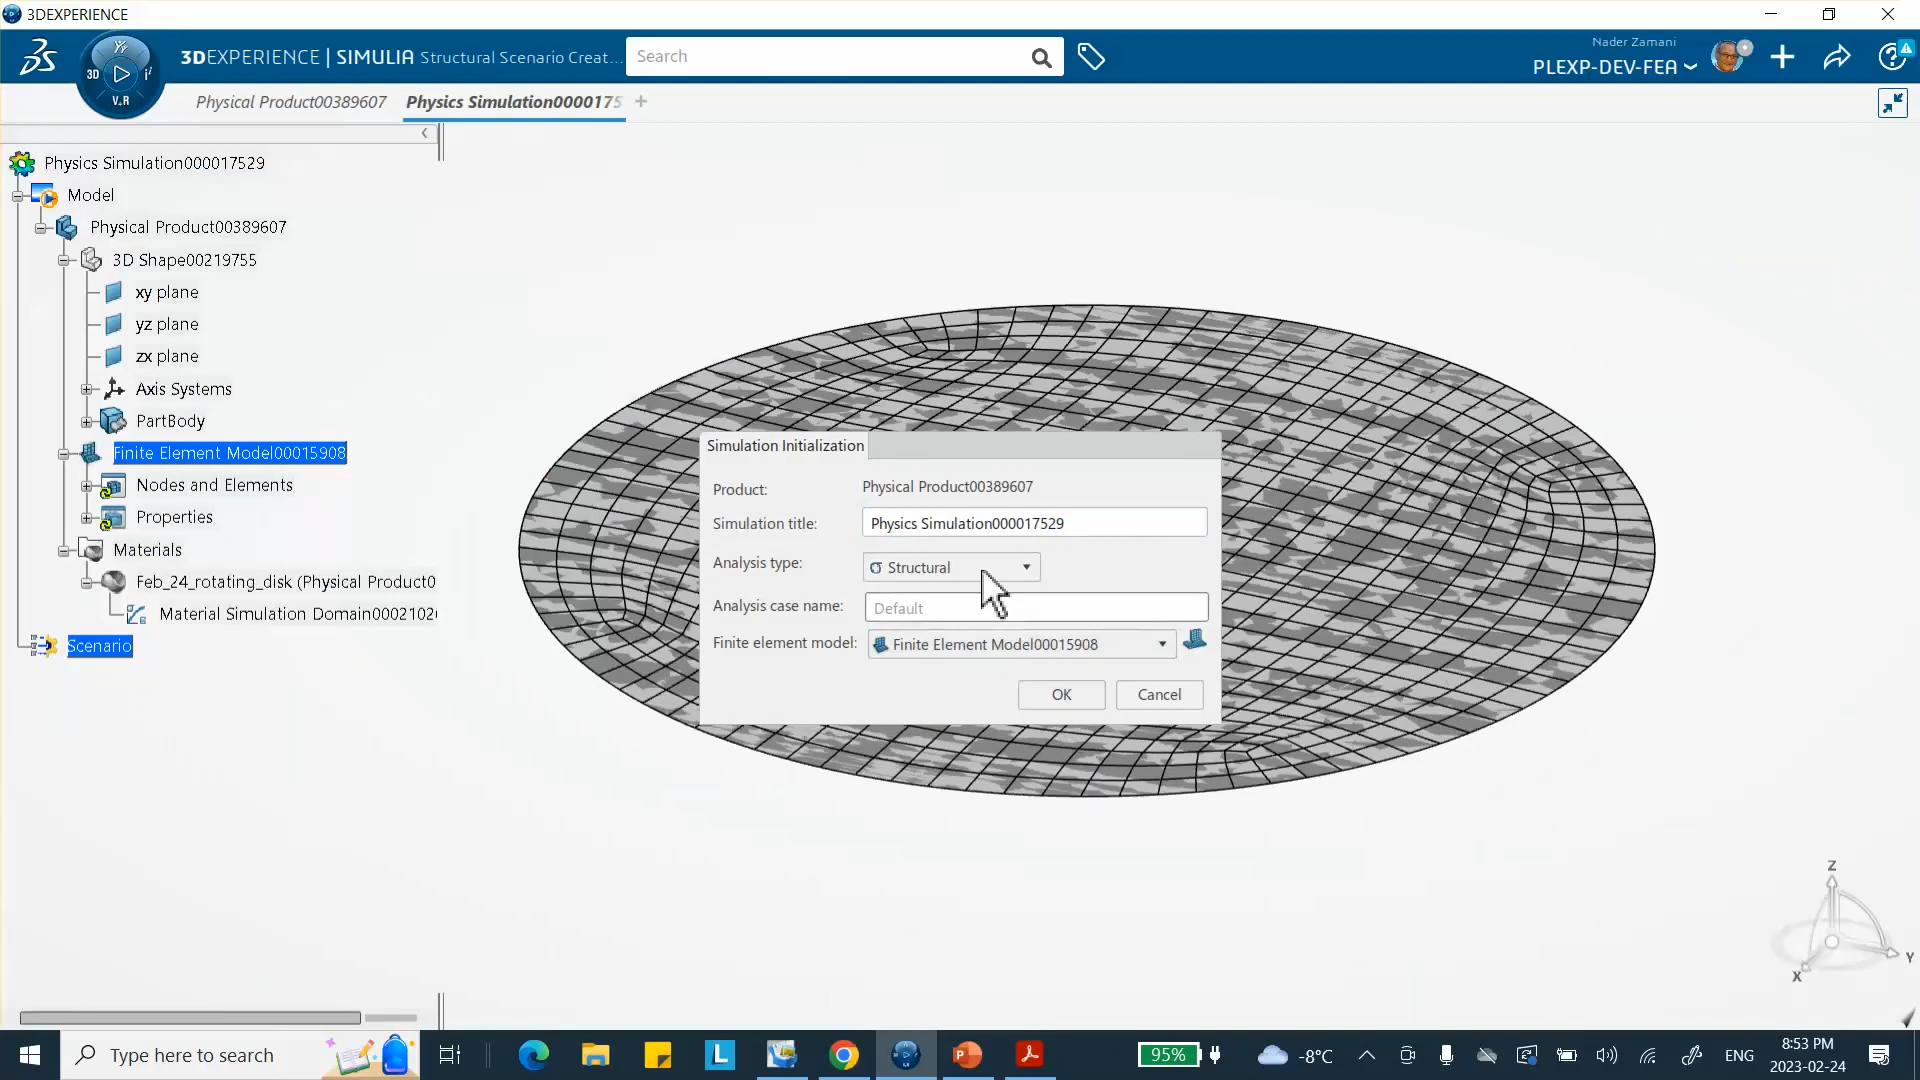 3DEXPERIENCE
3DEXPERIENCE | SIMULIA Structural Scenario Creat...
Search
Nader Zamani
PLEXP-DEV-FEA
3D
V.R
Physical Product00389607
Physics Simulation0000175
Physics Simulation000017529
Model
Physical Product00389607
3D Shape00219755
xy plane
yz plane
zx plane
Axis Systems
PartBody
Finite Element Model00015908
Nodes and Elements
Properties
Materials
Feb_24_rotating_disk (Physical Product0
Material Simulation Domain0002102
Scenario
Simulation Initialization
Product: Physical Product00389607
Simulation title: Physics Simulation000017529
Analysis type: Structural
Analysis case name: Default
Finite element model: Finite Element Model00015908
OK Cancel
Z
Y
X
Type here to search
95%
-8°C
ENG
8:53 PM
2023-02-24